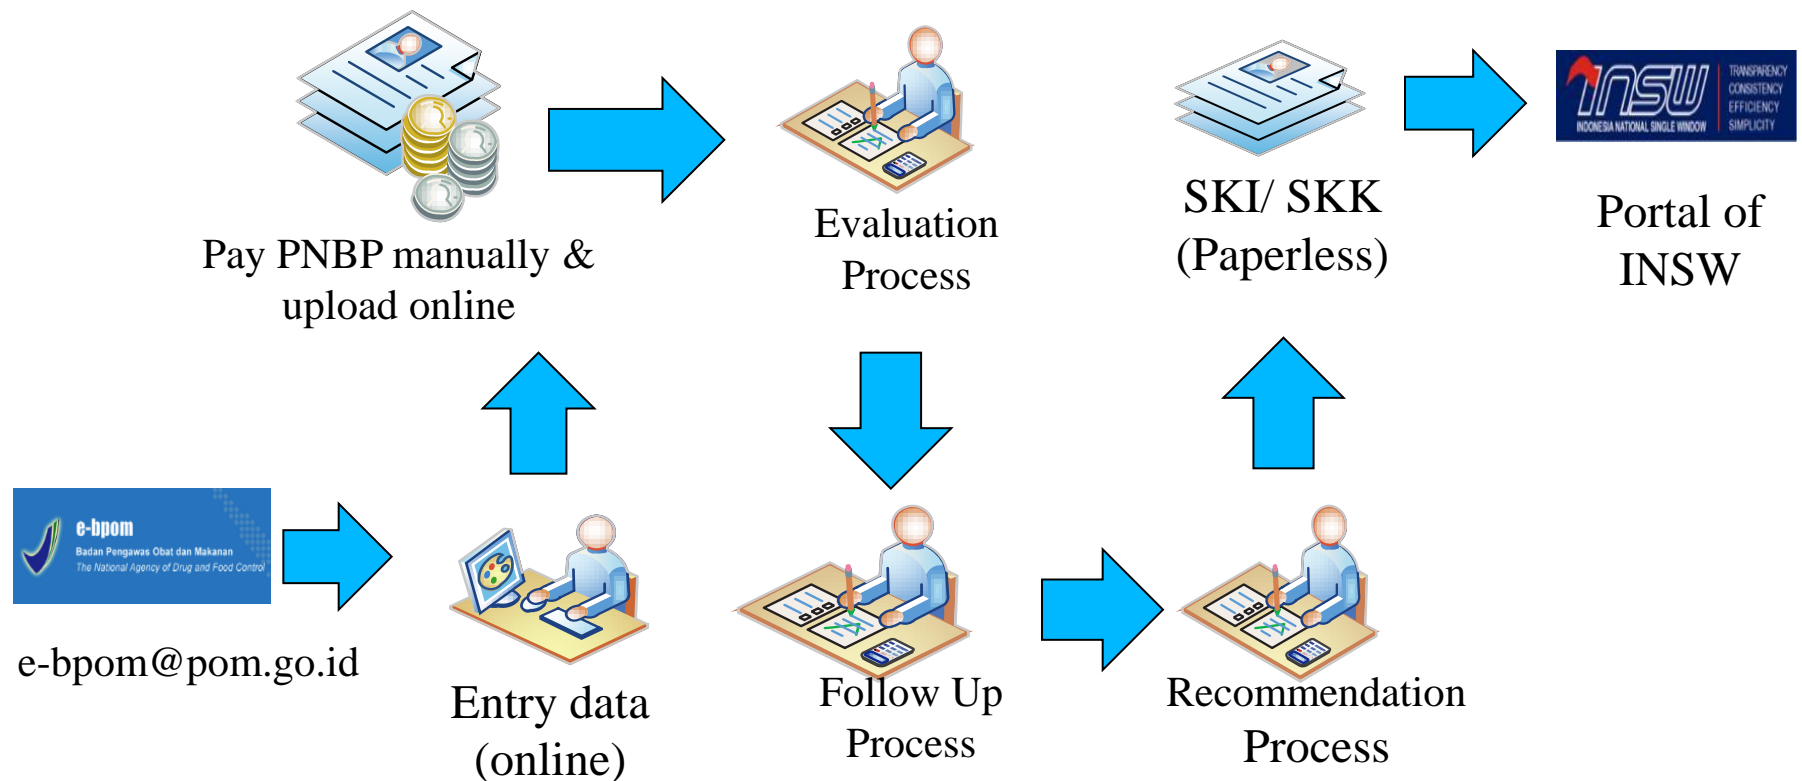 Pay PNBP manually &
upload online
Evaluation
Process
SKI/ SKK
(Paperless)
INSW
INDONESIA NATIONAL SINGLE WINDOW
TRANSPARENCY
CONSISTENCY
EFFICIENCY
SIMPLICITY
Portal of
INSW
e-bpom
Badan Pengawas Obat dan Makanan
The National Agency of Drug and Food Control
e-bpom@pom.go.id
Entry data
(online)
Follow Up
Process
Recommendation
Process